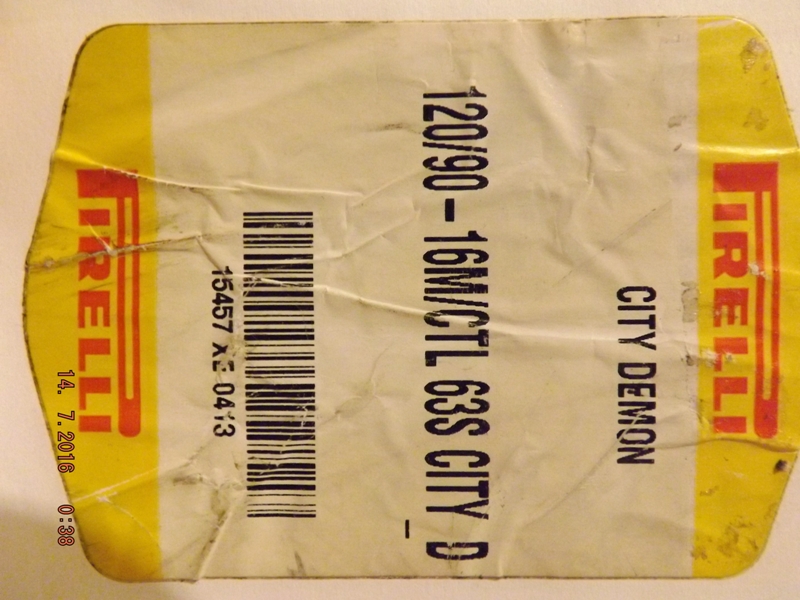 PIRELLI
CITY DEMON
120/90 - 16M/CTL 63S CITY D
15457 XE 0413
PIRELLI
14. 7. 2016 0:38